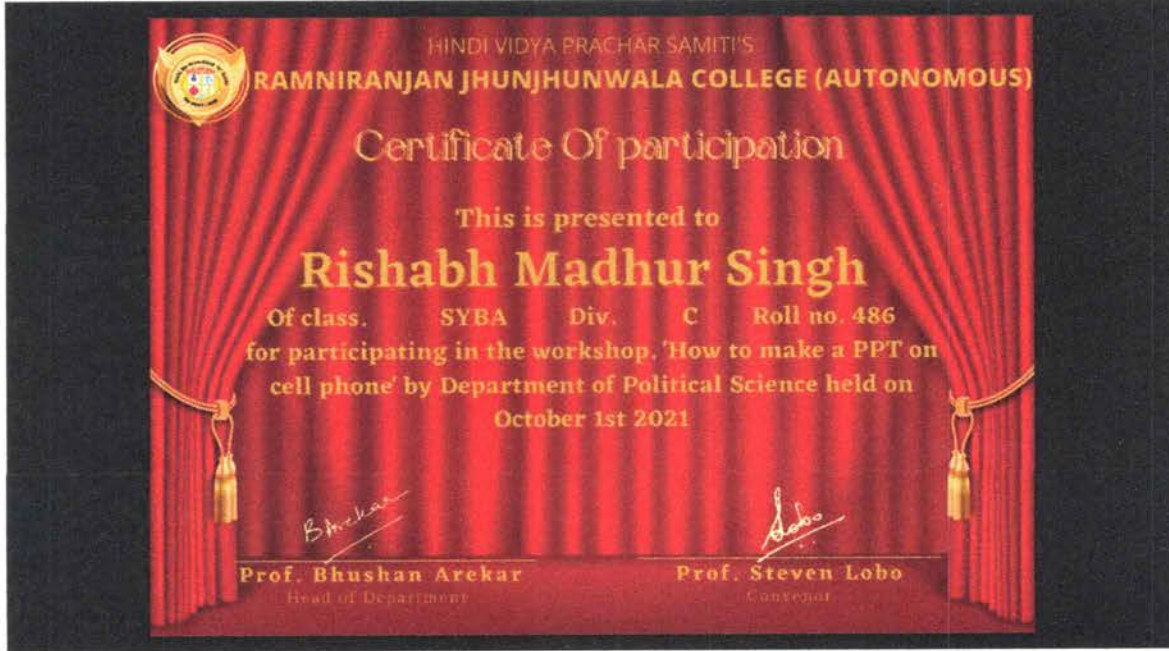 HINDI VIDYA PRACHAR SAMITI'S
RAMNIRANJAN JHUNJHUNWALA COLLEGE (AUTONOMOUS)
Certificate Of participation
This is presented to
Rishabh Madhur Singh
Of class. SYBA Div. C Roll no. 486
for participating in the workshop, 'How to make a PPT on
cell phone' by Department of Political Science held on
October 1st 2021
Bhrekar Lobo
Prof. Bhushan Arekar Prof. Steven Lobo
Head of Department Convenor